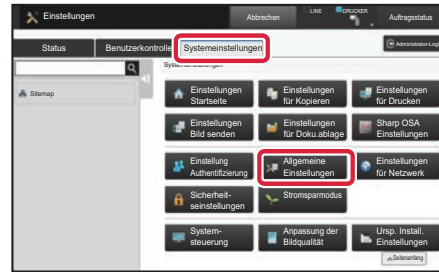 Einstellungen
Abbrechen
LINE
DRUCKER
Auftragsstatus
Status
Benutzerkontrolle
Systemeinstellungen
Administrator-Login
Systemeinstellungen
Sitemap
Einstellungen
Startseite
Einstellungen
für Kopieren
Einstellungen
für Drucken
Einstellungen
Bild senden
Einstellungen
für Doku.ablage
Sharp OSA
Einstellungen
Einstellung
Authentifizierung
Allgemeine
Einstellungen
Einstellungen
für Netzwerk
Sicherheit-
seinstellungen
Stromsparmodus
System-
steuerung
Anpassung der
Bildqualität
Ursp. Install.
Einstellungen
Seitenanfang